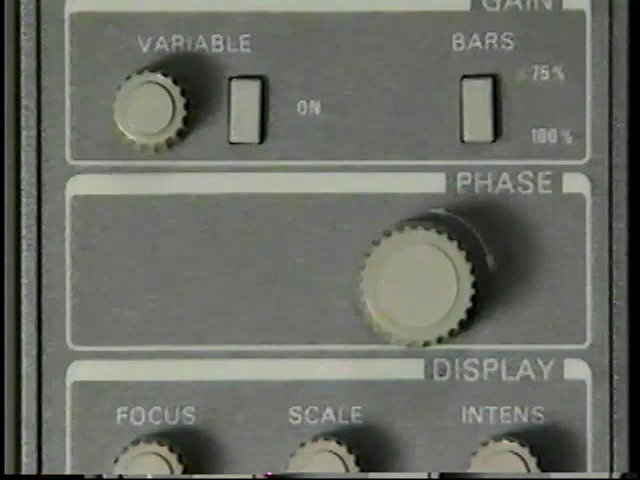 GAIN
VARIABLE
BARS
75%
ON
100%
PHASE
DISPLAY
FOCUS SCALE INTENS